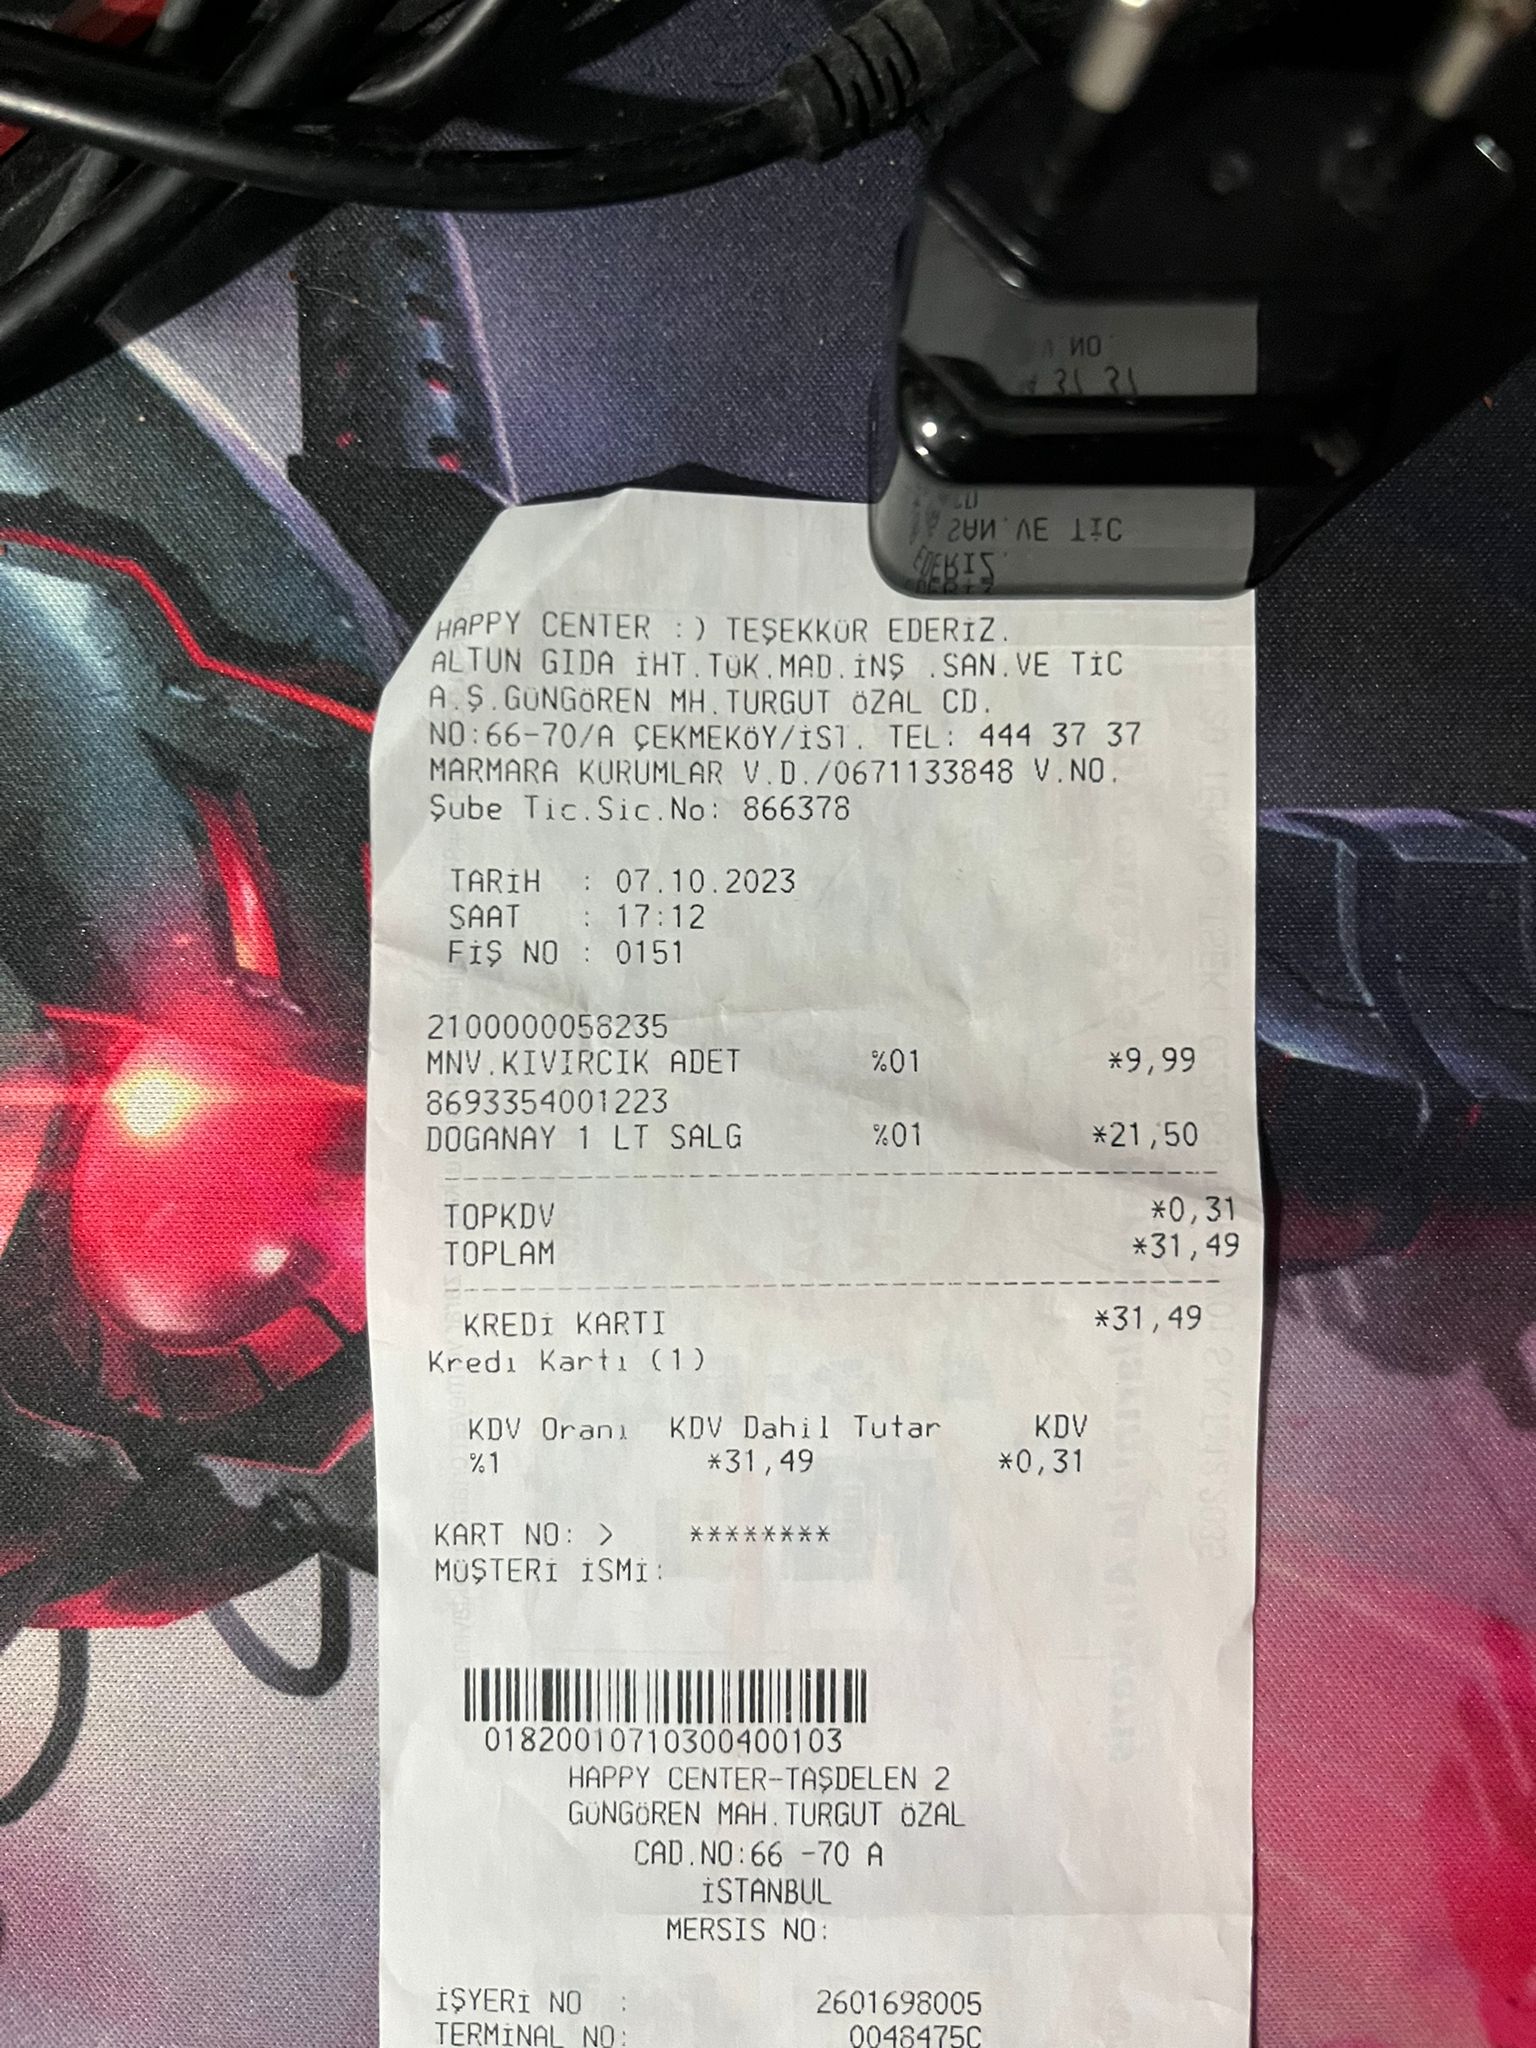 HAPPY CENTER :) TEŞEKKÜR EDERİZ.
ALTUN GIDA İHT.TÜK.MAD.İNŞ .SAN.VE TİC
A.Ş.GÜNGÖREN MH.TURGUT ÖZAL CD.
NO:66-70/A ÇEKMEKÖY/İST. TEL: 444 37 37
MARMARA KURUMLAR V.D./0671133848 V.NO.
Şube Tic.Sic.No: 866378
TARİH : 07.10.2023
SAAT : 17:12
FİŞ NO : 0151
2100000058235
MNV.KIVIRCIK ADET %01 *9,99
8693354001223
DOGANAY 1 LT SALG %01 *21,50
TOPKDV *0,31
TOPLAM *31,49
KREDİ KARTI *31,49
Kredı Kartı (1)
KDV Oranı KDV Dahil Tutar KDV
%1 *31,49 *0,31
KART NO: > ********
MÜŞTERİ İSMİ:
01820010710300400103
HAPPY CENTER-TAŞDELEN 2
GÜNGÖREN MAH.TURGUT ÖZAL
CAD.NO:66 -70 A
İSTANBUL
MERSIS NO:
İŞYERİ NO : 2601698005
TERMİNAL NO: 0048475C